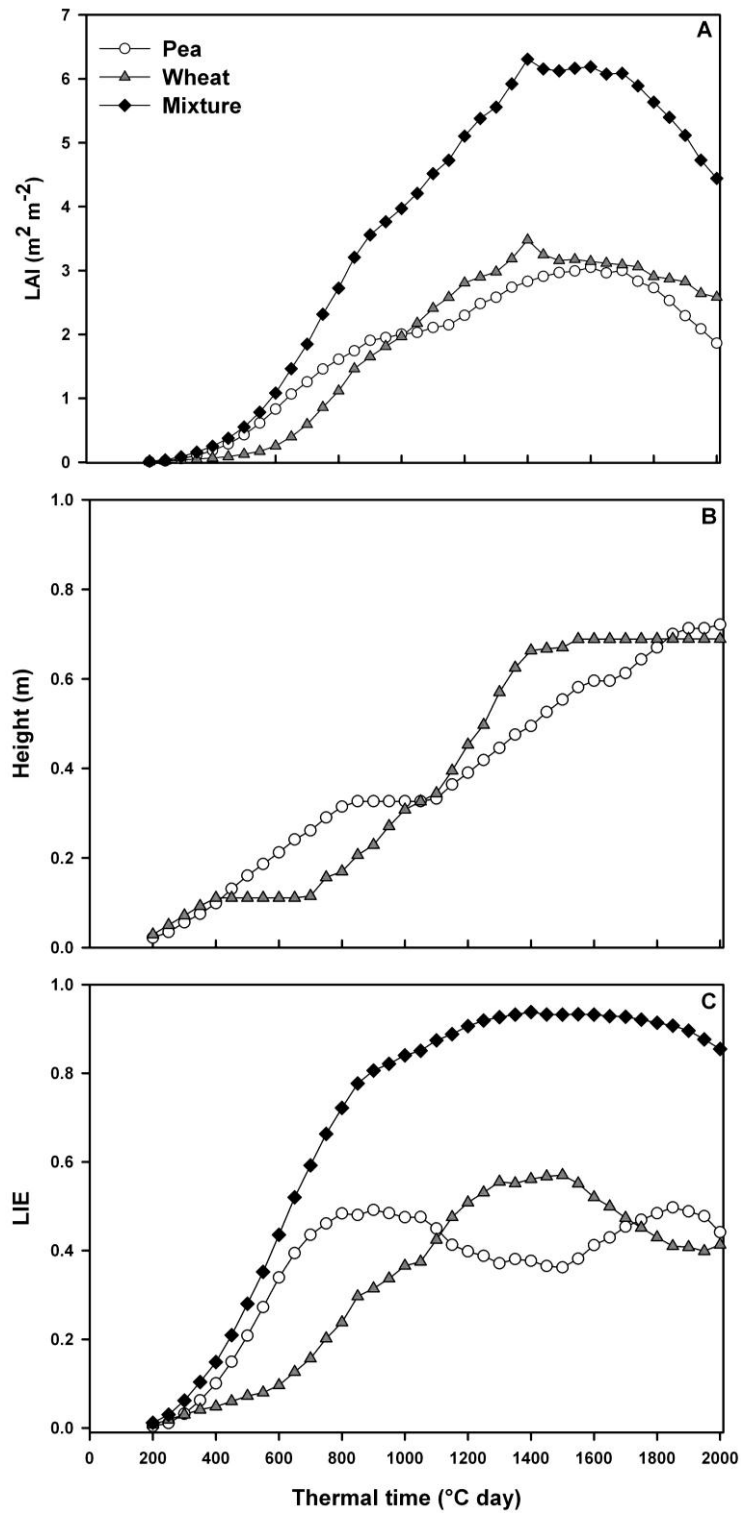 A
Pea
Wheat
Mixture
7
6
5
4
3
2
1
0
LAI (m² m⁻²)
B
1.0
0.8
0.6
0.4
0.2
0.0
Height (m)
C
1.0
0.8
0.6
0.4
0.2
0.0
LIE
0 200 400 600 800 1000 1200 1400 1600 1800 2000
Thermal time (°C day)